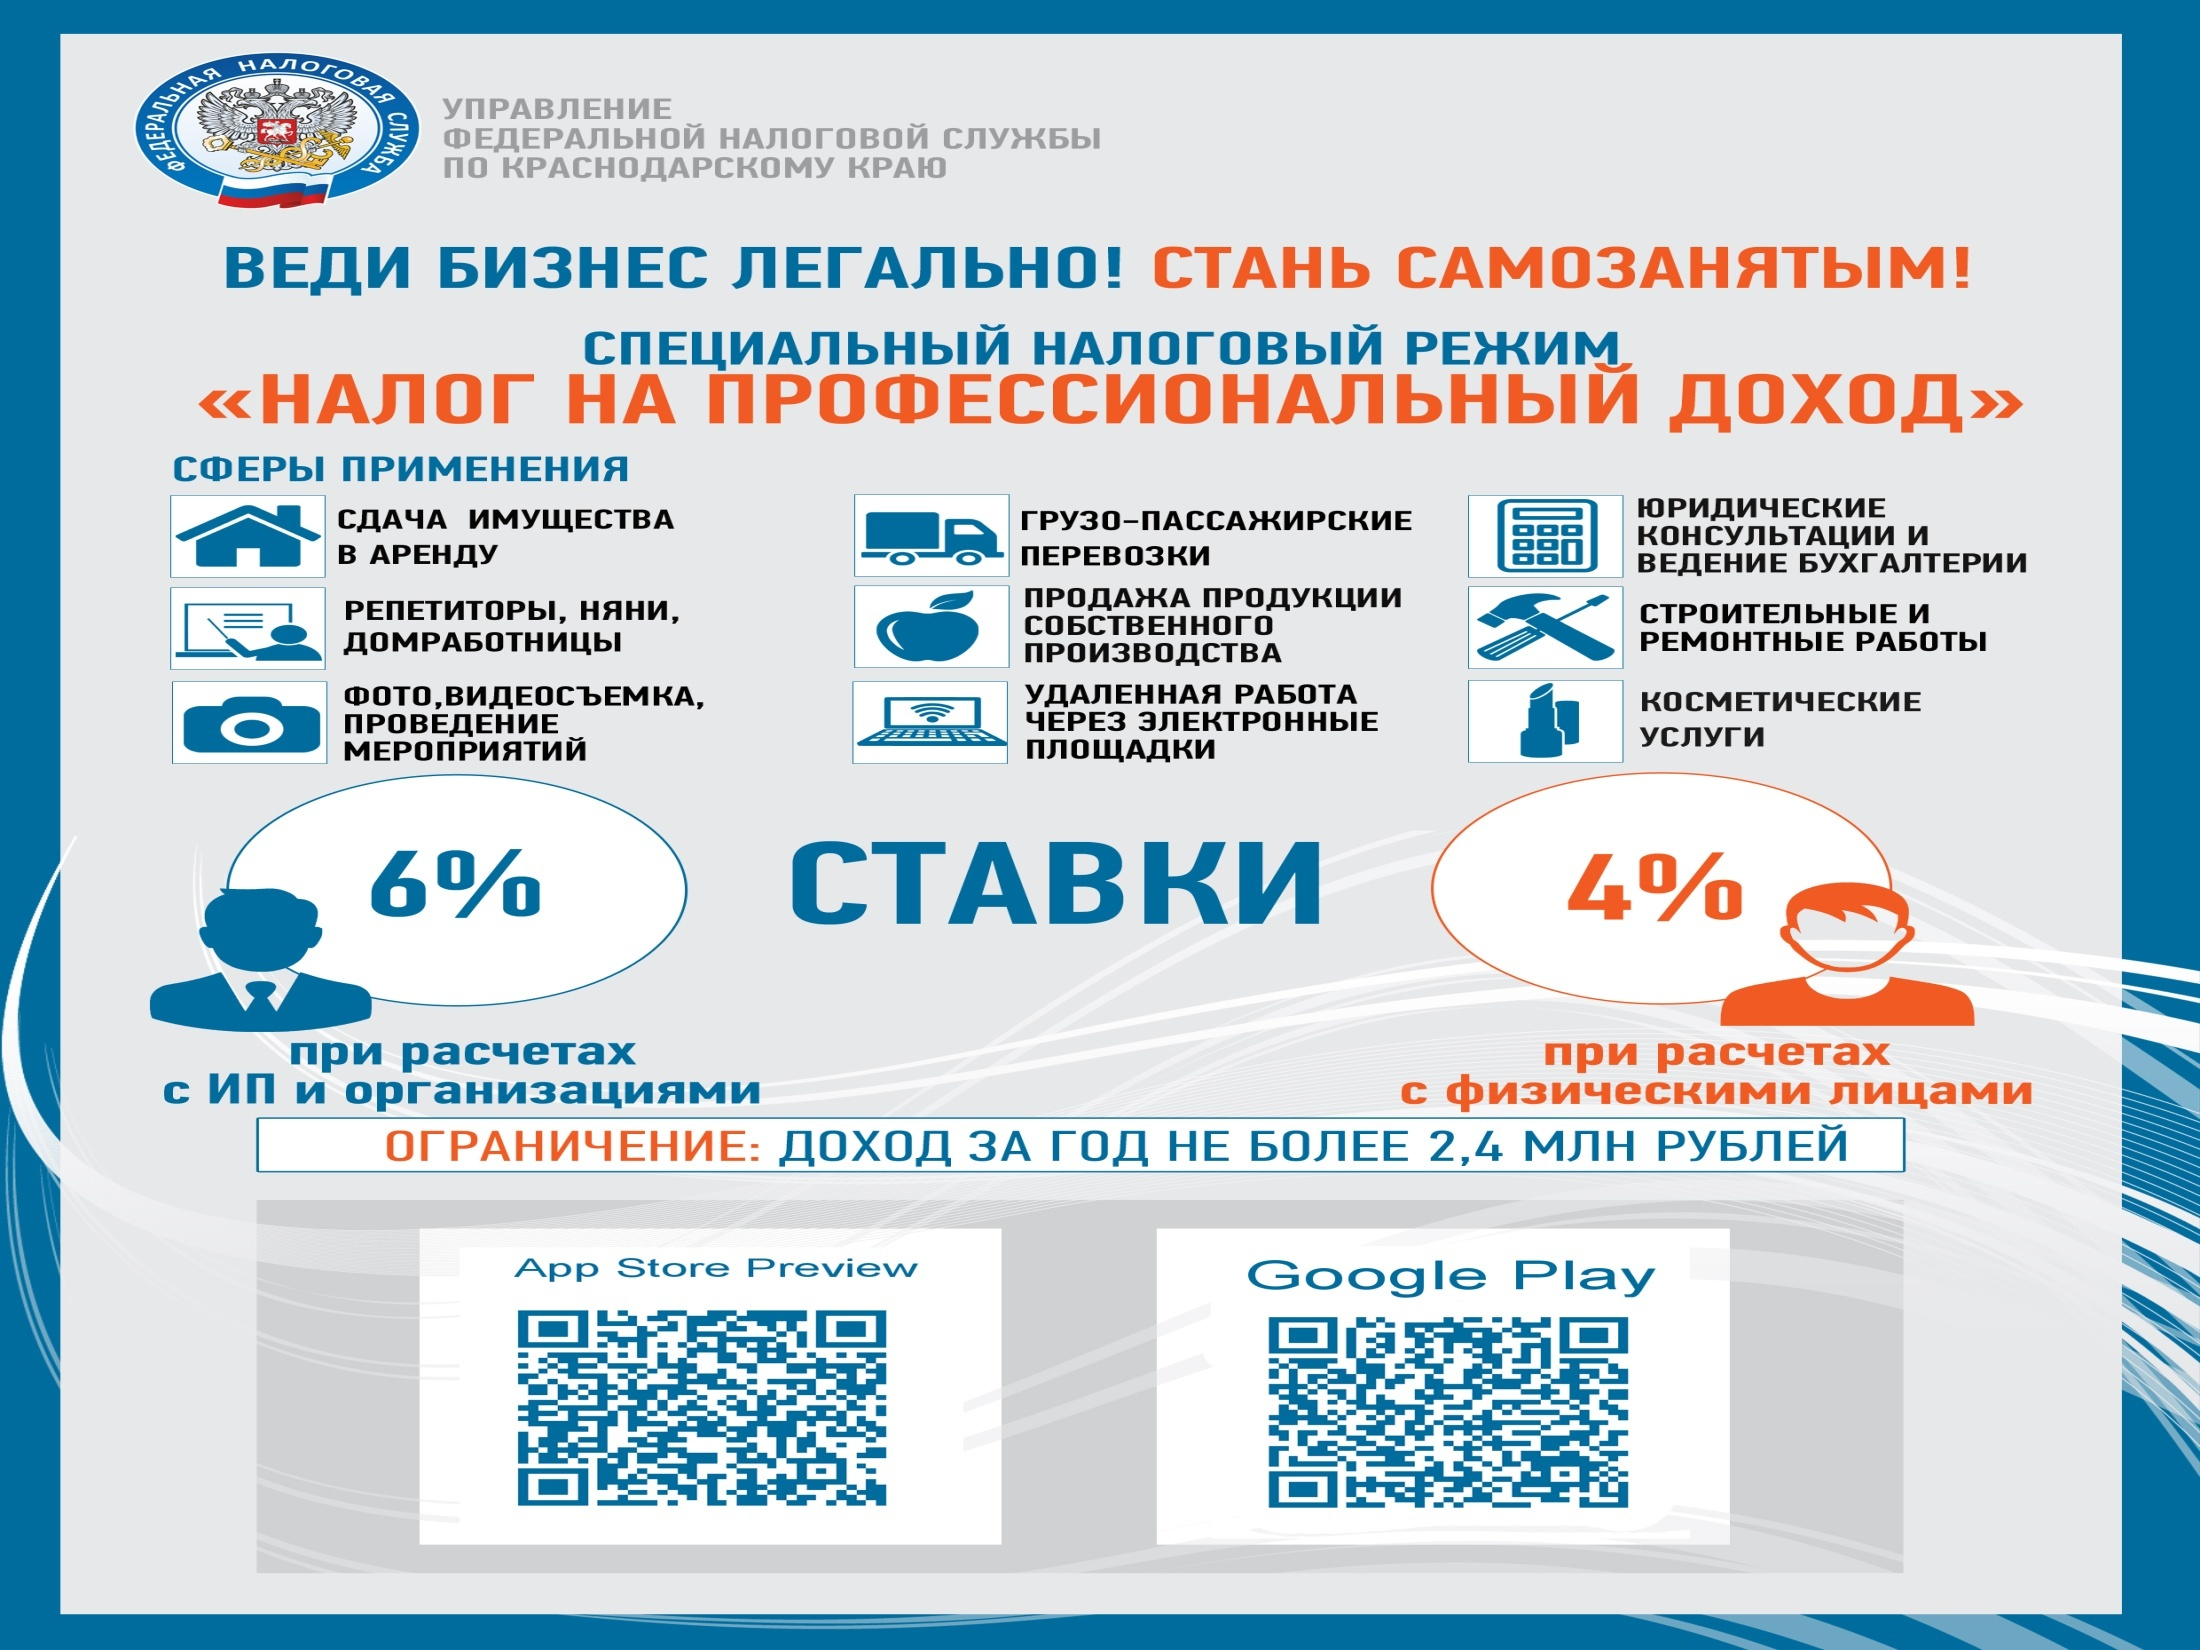 ФЕДЕРАЛЬНАЯ НАЛОГОВАЯ СЛУЖБА
УПРАВЛЕНИЕ
ФЕДЕРАЛЬНОЙ НАЛОГОВОЙ СЛУЖБЫ
ПО КРАСНОДАРСКОМУ КРАЮ
ВЕДИ БИЗНЕС ЛЕГАЛЬНО! СТАНЬ САМОЗАНЯТЫМ!
СПЕЦИАЛЬНЫЙ НАЛОГОВЫЙ РЕЖИМ
«НАЛОГ НА ПРОФЕССИОНАЛЬНЫЙ ДОХОД»
СФЕРЫ ПРИМЕНЕНИЯ
СДАЧА ИМУЩЕСТВА
В АРЕНДУ
РЕПЕТИТОРЫ, НЯНИ,
ДОМРАБОТНИЦЫ
ФОТО,ВИДЕОСЪЕМКА,
ПРОВЕДЕНИЕ
МЕРОПРИЯТИЙ
ГРУЗО-ПАССАЖИРСКИЕ
ПЕРЕВОЗКИ
ПРОДАЖА ПРОДУКЦИИ
СОБСТВЕННОГО
ПРОИЗВОДСТВА
УДАЛЕННАЯ РАБОТА
ЧЕРЕЗ ЭЛЕКТРОННЫЕ
ПЛОЩАДКИ
ЮРИДИЧЕСКИЕ
КОНСУЛЬТАЦИИ И
ВЕДЕНИЕ БУХГАЛТЕРИИ
СТРОИТЕЛЬНЫЕ И
РЕМОНТНЫЕ РАБОТЫ
КОСМЕТИЧЕСКИЕ
УСЛУГИ
6%
СТАВКИ
4%
при расчетах
с ИП и организациями
при расчетах
с физическими лицами
ОГРАНИЧЕНИЕ: ДОХОД ЗА ГОД НЕ БОЛЕЕ 2,4 МЛН РУБЛЕЙ
App Store Preview
Google Play